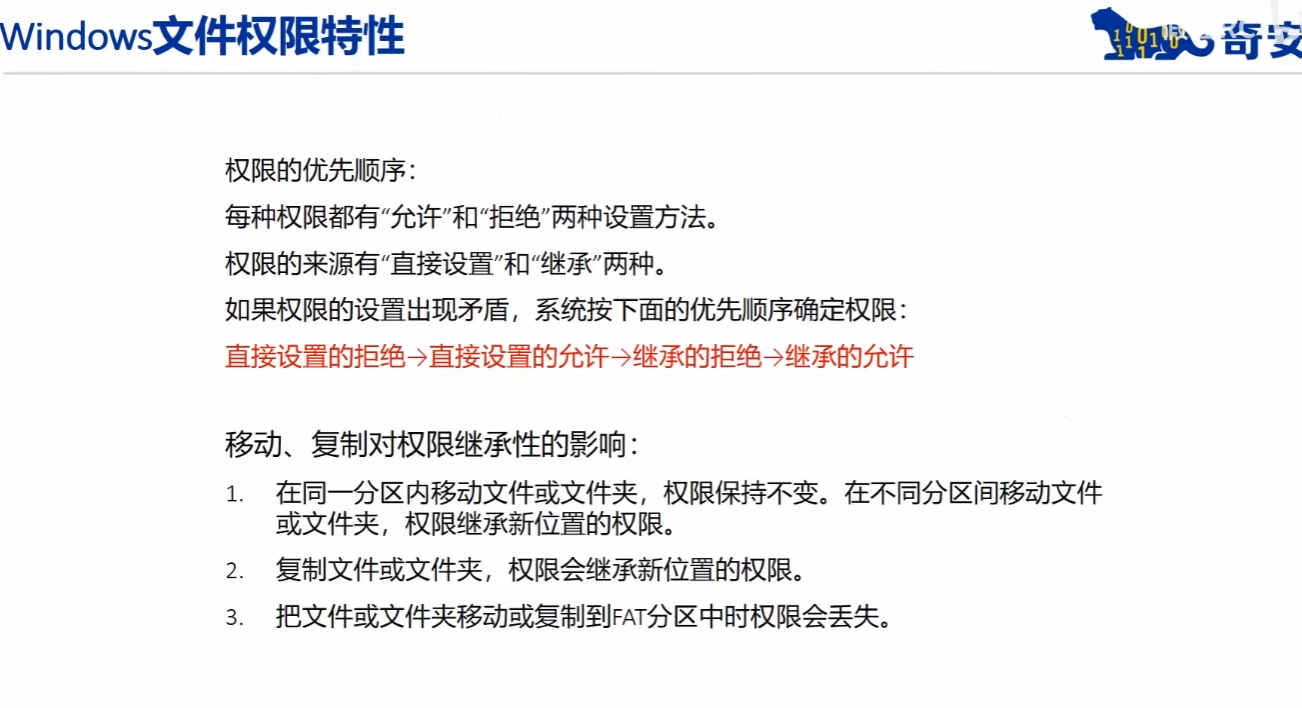 Windows文件权限特性
奇安
权限的优先顺序：
每种权限都有“允许”和“拒绝”两种设置方法。
权限的来源有“直接设置”和“继承”两种。
如果权限的设置出现矛盾，系统按下面的优先顺序确定权限：
直接设置的拒绝→直接设置的允许→继承的拒绝→继承的允许
移动、复制对权限继承性的影响：
1. 在同一分区内移动文件或文件夹，权限保持不变。在不同分区间移动文件
或文件夹，权限继承新位置的权限。
2. 复制文件或文件夹，权限会继承新位置的权限。
3. 把文件或文件夹移动或复制到FAT分区中时权限会丢失。